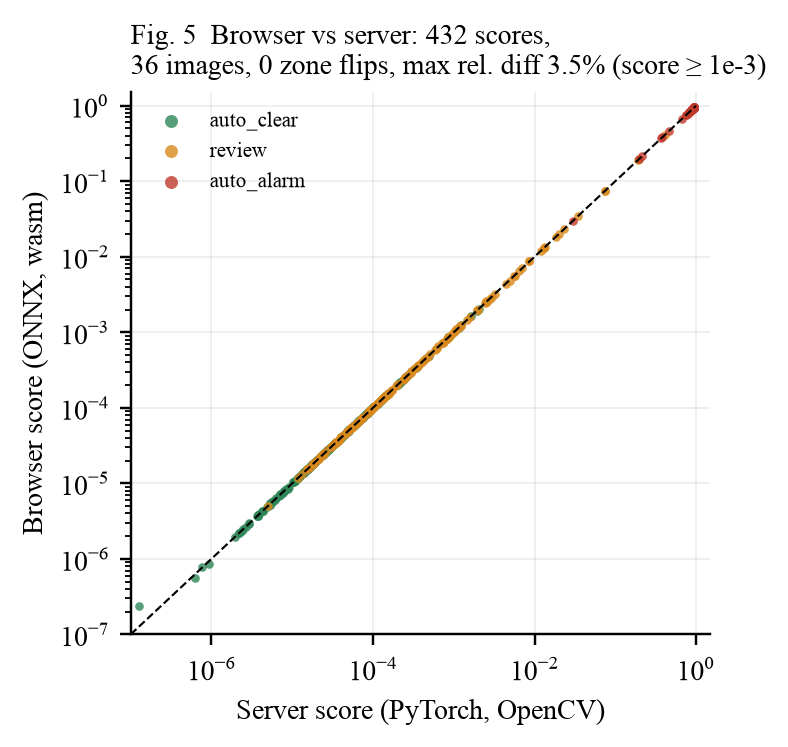 Fig. 5  Browser vs server: 432 scores,
36 images, 0 zone flips, max rel. diff 3.5% (score ≥ 1e-3)
auto_clear
review
auto_alarm
Browser score (ONNX, wasm)
10⁰
10⁻¹
10⁻²
10⁻³
10⁻⁴
10⁻⁵
10⁻⁶
10⁻⁷
10⁻⁶ 10⁻⁴ 10⁻² 10⁰
Server score (PyTorch, OpenCV)